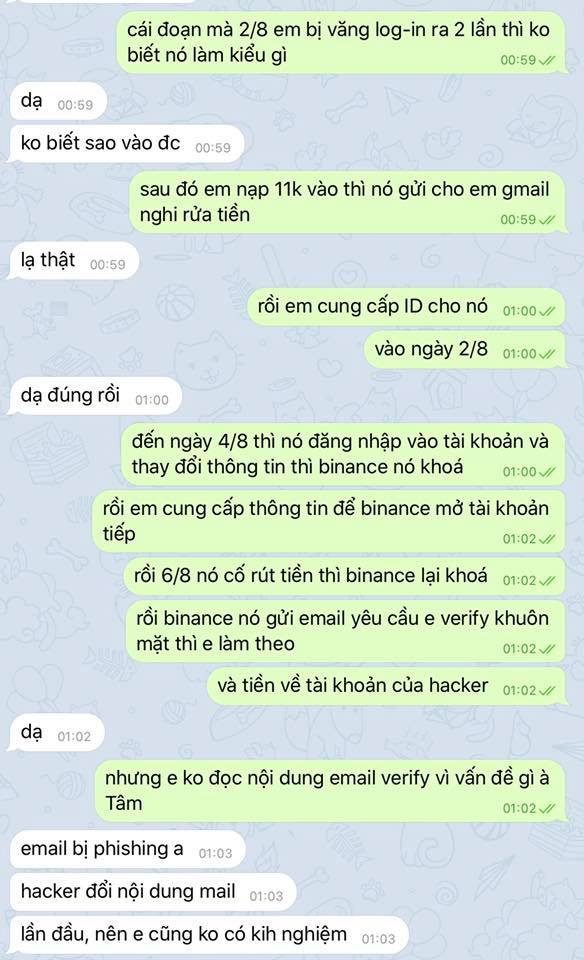 cái đoạn mà 2/8 em bị văng log-in ra 2 lần thì ko
biết nó làm kiểu gì
00:59
dạ 00:59
ko biết sao vào đc 00:59
sau đó em nạp 11k vào thì nó gửi cho em gmail
nghi rửa tiền
00:59
lạ thật 00:59
rồi em cung cấp ID cho nó 01:00
vào ngày 2/8 01:00
dạ đúng rồi 01:00
đến ngày 4/8 thì nó đăng nhập vào tài khoản và
thay đổi thông tin thì binance nó khoá 01:00
rồi em cung cấp thông tin để binance mở tài khoản
tiếp 01:02
rồi 6/8 nó cố rút tiền thì binance lại khoá 01:02
rồi binance nó gửi email yêu cầu e verify khuôn
mặt thì e làm theo 01:02
và tiền về tài khoản của hacker 01:02
dạ 01:02
nhưng e ko đọc nội dung email verify vì vấn đề gì à
Tâm 01:02
email bị phishing a 01:03
hacker đổi nội dung mail 01:03
lần đầu, nên e cũng ko có kih nghiệm 01:03